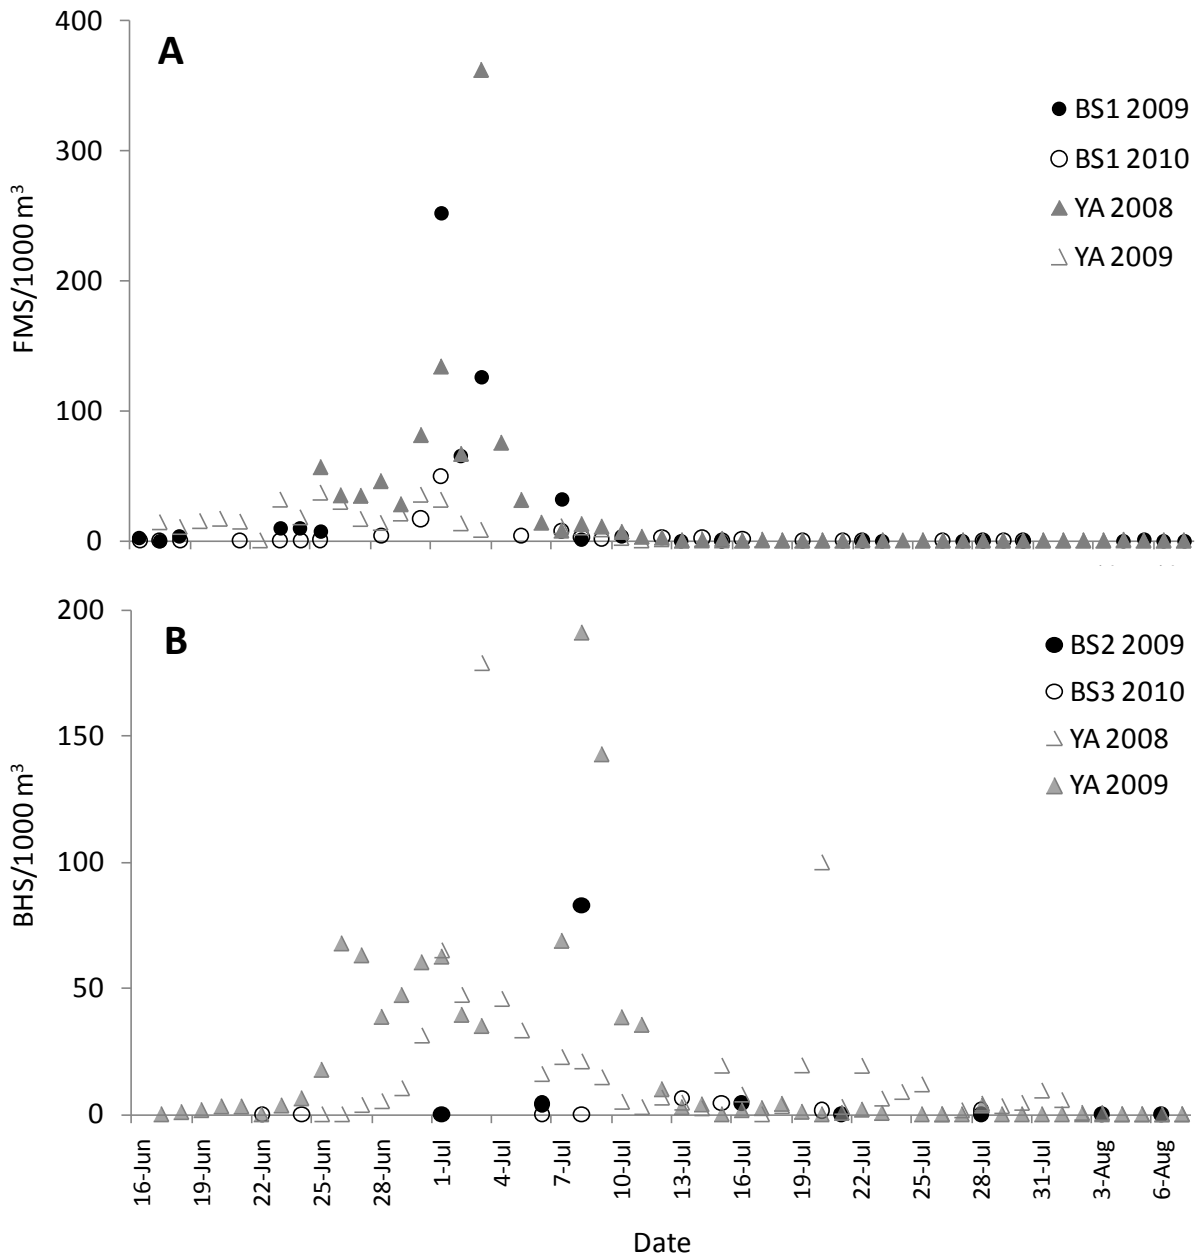 400
A
300
200
100
0
FMS/1000 m³
BS1 2009
BS1 2010
YA 2008
YA 2009
200
B
150
100
50
0
BHS/1000 m³
BS2 2009
BS3 2010
YA 2008
YA 2009
16-Jun
19-Jun
22-Jun
25-Jun
28-Jun
1-Jul
4-Jul
7-Jul
10-Jul
13-Jul
16-Jul
19-Jul
22-Jul
25-Jul
28-Jul
31-Jul
3-Aug
6-Aug
Date